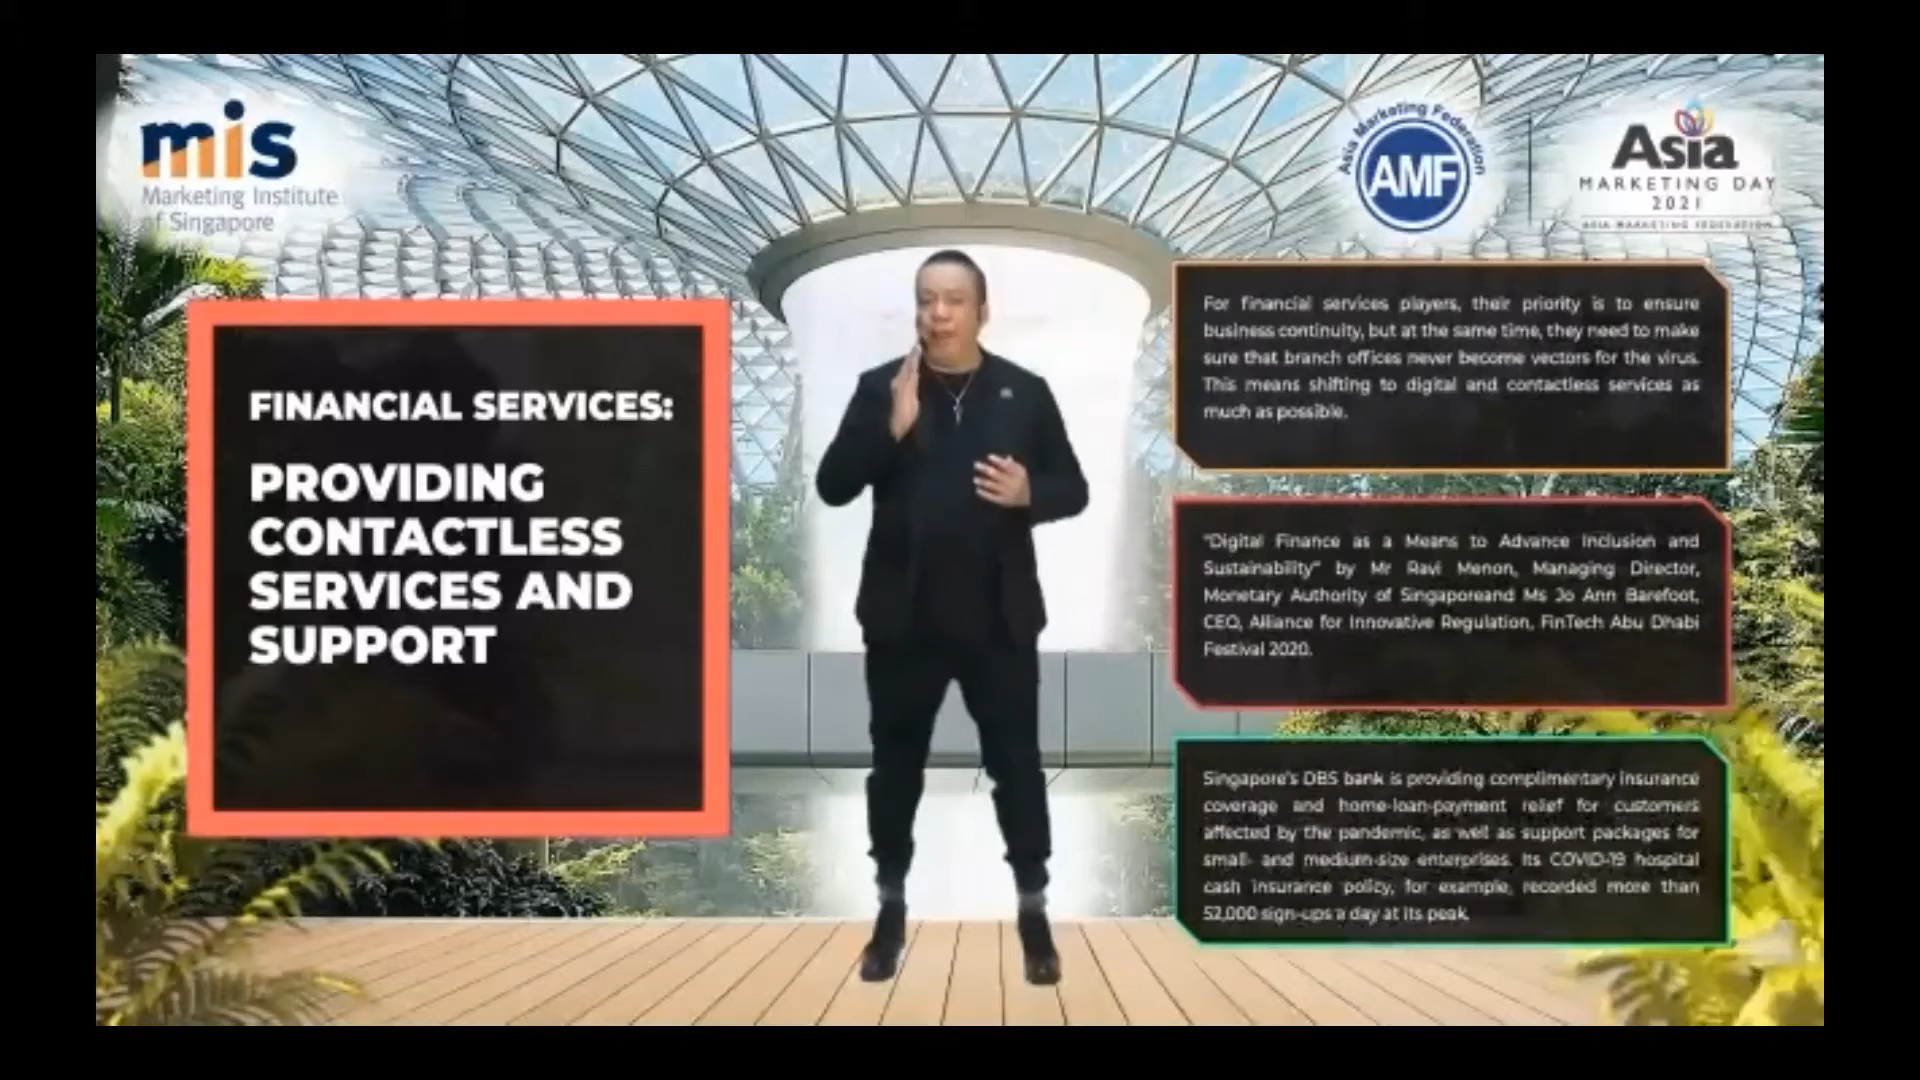 mis
Marketing Institute
of Singapore
Asia Marketing Federation
AMF
Asia
MARKETING DAY
2021
ASIA MARKETING FEDERATION
FINANCIAL SERVICES:
PROVIDING
CONTACTLESS
SERVICES AND
SUPPORT
For financial services players, their priority is to ensure
business continuity, but at the same time, they need to make
sure that branch offices never become vectors for the virus.
This means shifting to digital and contactless services as
much as possible.
"Digital Finance as a Means to Advance Inclusion and
Sustainability" by Mr Ravi Menon, Managing Director,
Monetary Authority of Singaporeand Ms Jo Ann Barefoot,
CEO, Alliance for Innovative Regulation, FinTech Abu Dhabi
Festival 2020.
Singapore's DBS bank is providing complimentary insurance
coverage and home-loan-payment relief for customers
affected by the pandemic, as well as support packages for
small- and medium-size enterprises. Its COVID-19 hospital
cash insurance policy, for example, recorded more than
52,000 sign-ups a day at its peak.